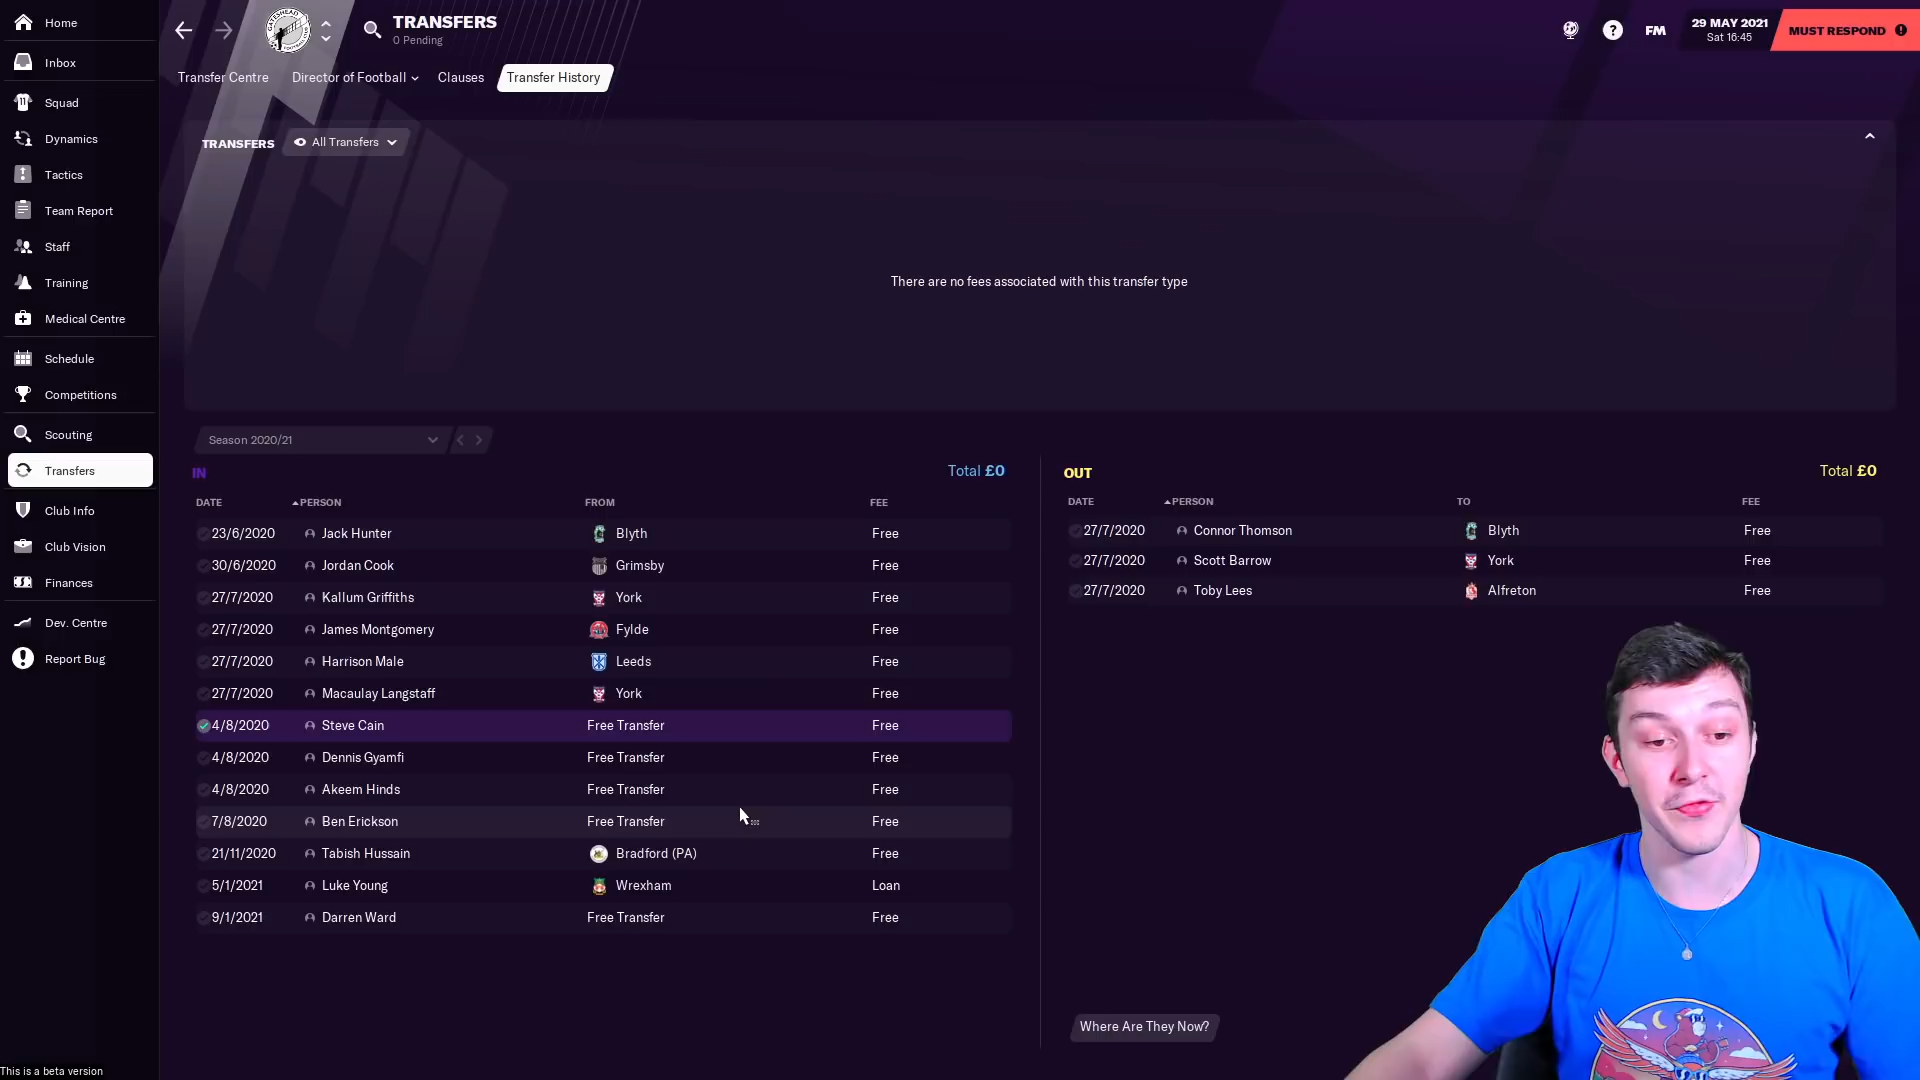 Home
Inbox
Squad
Dynamics
Tactics
Team Report
Staff
Training
Medical Centre
Schedule
Competitions
Scouting
Transfers
Club Info
Club Vision
Finances
Dev. Centre
Report Bug
This is a beta version
GATESHEAD
TRANSFERS
0 Pending
FM
29 MAY 2021
Sat 16:45
MUST RESPOND
Transfer Centre Director of Football Clauses Transfer History
TRANSFERS All Transfers
There are no fees associated with this transfer type
Season 2020/21
IN Total £0
DATE PERSON FROM FEE
23/6/2020 Jack Hunter Blyth Free
30/6/2020 Jordan Cook Grimsby Free
27/7/2020 Kallum Griffiths York Free
27/7/2020 James Montgomery Fylde Free
27/7/2020 Harrison Male Leeds Free
27/7/2020 Macaulay Langstaff York Free
4/8/2020 Steve Cain Free Transfer Free
4/8/2020 Dennis Gyamfi Free Transfer Free
4/8/2020 Akeem Hinds Free Transfer Free
7/8/2020 Ben Erickson Free Transfer Free
21/11/2020 Tabish Hussain Bradford (PA) Free
5/1/2021 Luke Young Wrexham Loan
9/1/2021 Darren Ward Free Transfer Free
OUT Total £0
DATE PERSON TO FEE
27/7/2020 Connor Thomson Blyth Free
27/7/2020 Scott Barrow York Free
27/7/2020 Toby Lees Alfreton Free
Where Are They Now?